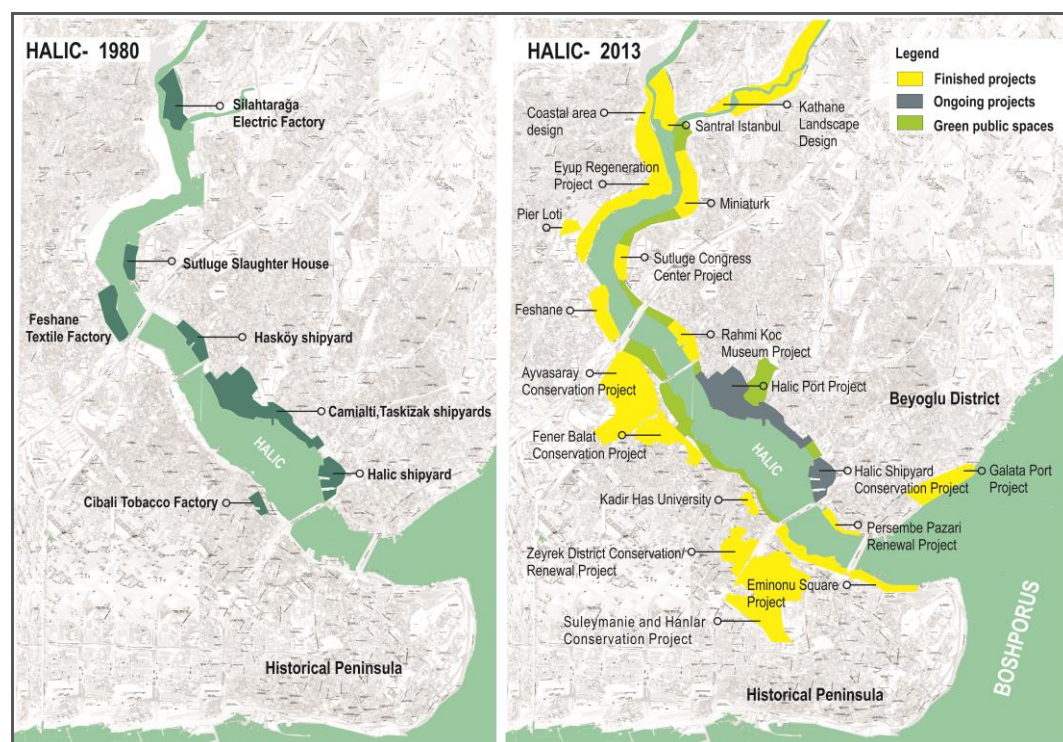 HALIC- 1980
Silahtarağa
Electric Factory
Sutluge Slaughter House
Feshane
Textile Factory
Hasköy shipyard
Camialti,Taskizak shipyards
HALIC
Halic shipyard
Cibali Tobacco Factory
Historical Peninsula
HALIC- 2013
Legend
Finished projects
Ongoing projects
Green public spaces
Coastal area
design
Santral Istanbul
Kathane
Landscape
Design
Eyup Regeneration
Project
Pier Loti
Miniaturk
Sutluge Congress
Center Project
Feshane
Rahmi Koc
Museum Project
Ayvasaray
Conservation Project
Halic Port Project
Beyoglu District
Fener Balat
Conservation Project
HALIC
Halic Shipyard
Conservation Project
Galata Port
Project
Kadir Has University
Persembe Pazari
Renewal Project
Zeyrek District Conservation/
Renewal Project
Eminonu Square
Project
Suleymanie and Hanlar
Conservation Project
Historical Peninsula
BOSHPORUS